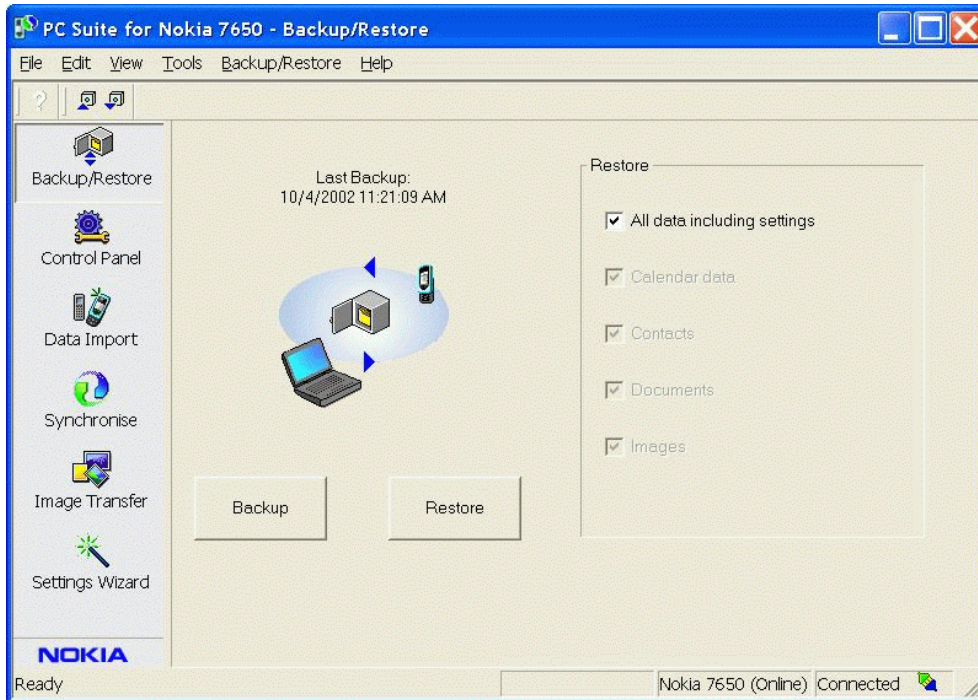 PC Suite for Nokia 7650 - Backup/Restore
File Edit View Tools Backup/Restore Help
Backup/Restore
Control Panel
Data Import
Synchronise
Image Transfer
Settings Wizard
NOKIA
Last Backup:
10/4/2002 11:21:09 AM
Backup
Restore
Restore
All data including settings
Calendar data
Contacts
Documents
Images
Ready
Nokia 7650 (Online)
Connected